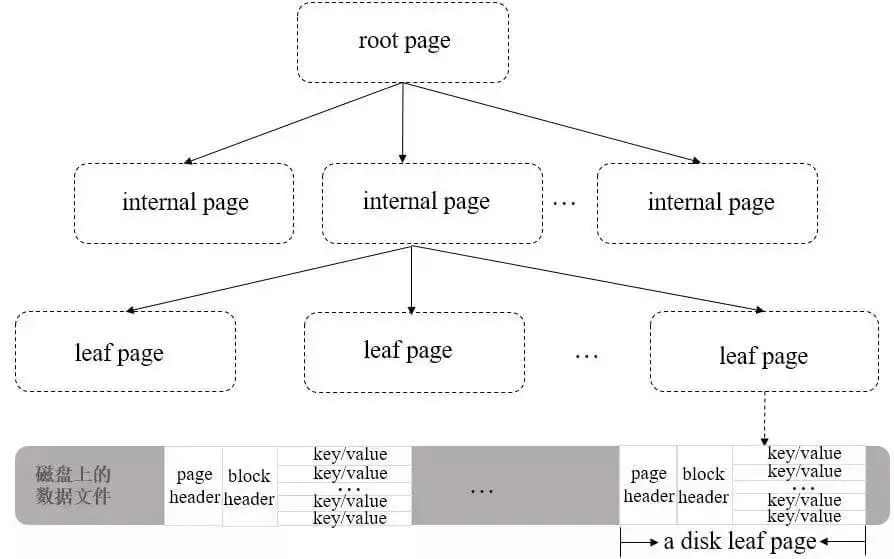 root page
internal page
internal page
...
internal page
leaf page
leaf page
...
leaf page
磁盘上的
数据文件
page
header
block
header
key/value
key/value
...
key/value
key/value
...
page
header
block
header
key/value
key/value
...
key/value
key/value
a disk leaf page